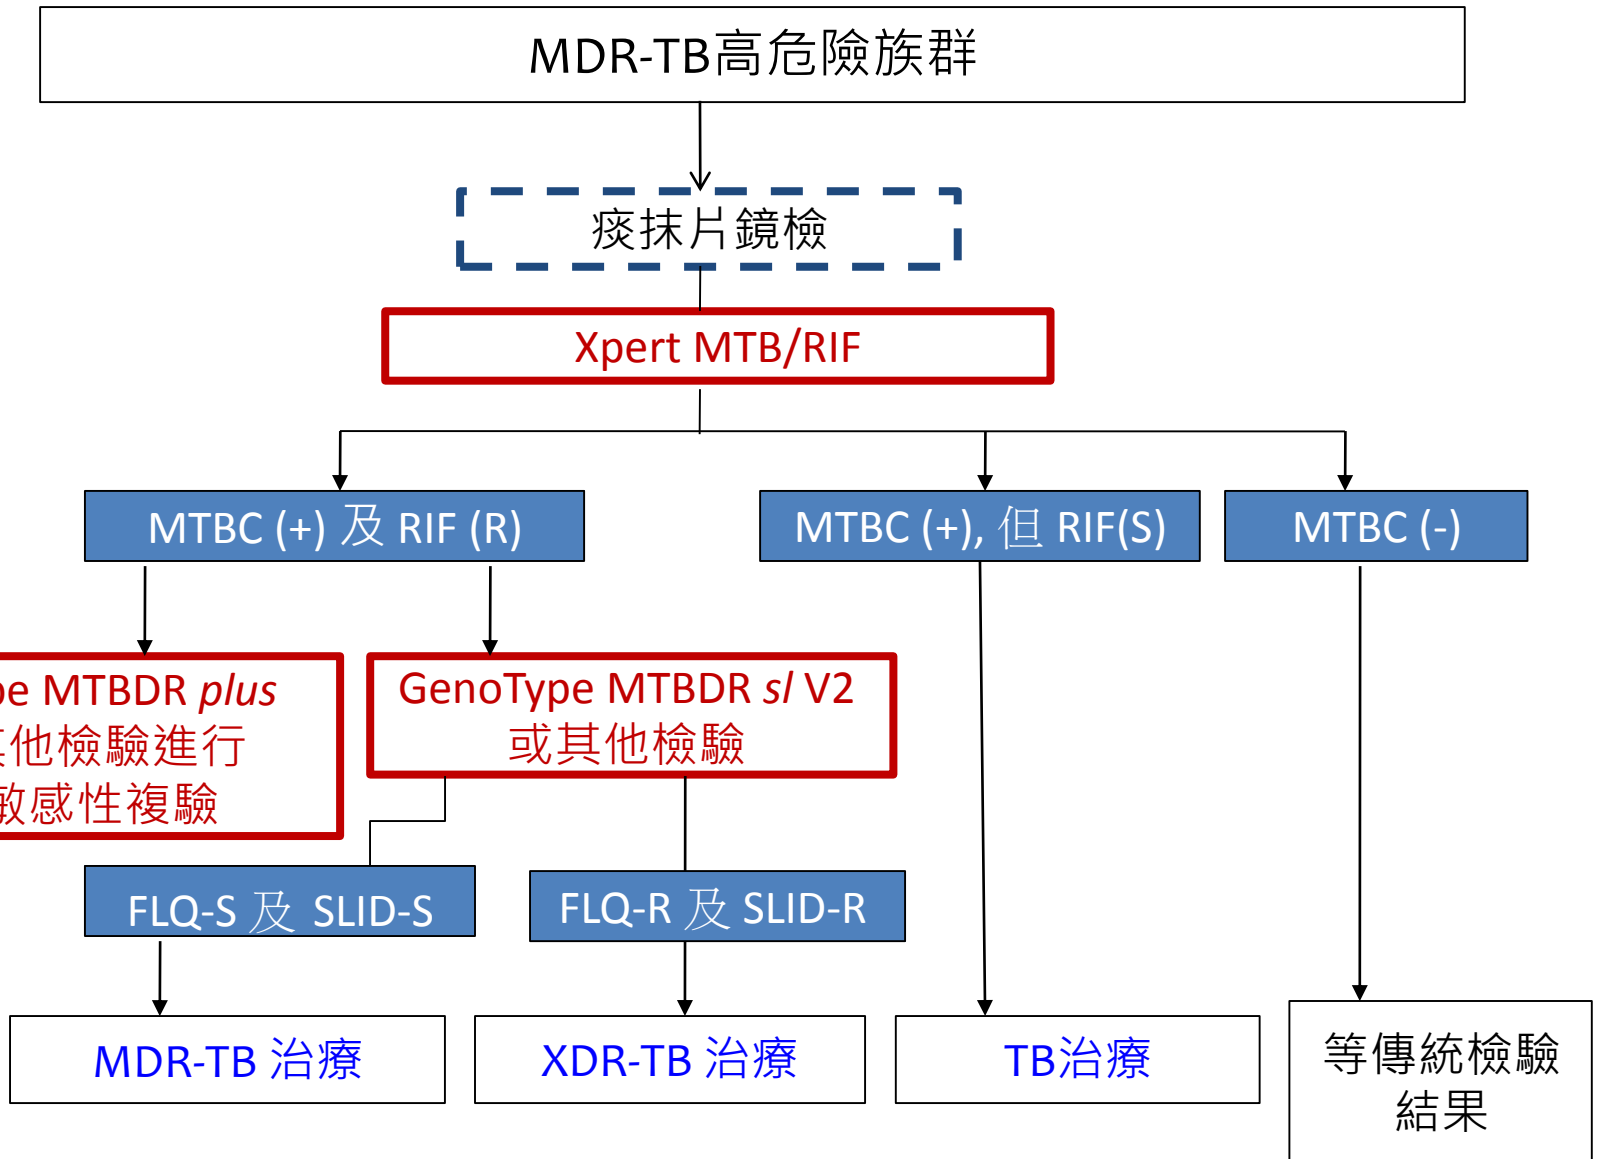 MDR-TB高危險族群
痰抹片鏡檢
Xpert MTB/RIF
MTBC (+) 及 RIF (R)
MTBC (+), 但 RIF(S)
MTBC (-)
MTBDR plus
他檢驗進行
敏感性複驗
GenoType MTBDR sl V2
或其他檢驗
FLQ-S 及 SLID-S
FLQ-R 及 SLID-R
MDR-TB 治療
XDR-TB 治療
TB治療
等傳統檢驗
結果